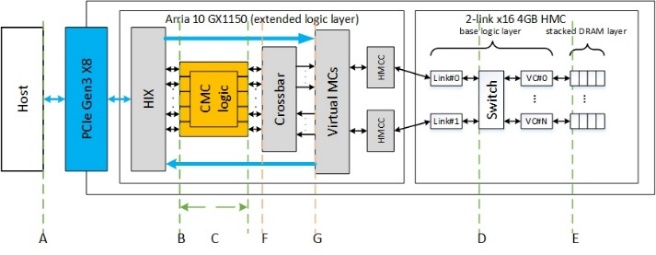 Arria 10 GX1150 (extended logic layer)
2-link x16 4GB HMC
base logic layer
stacked DRAM layer
Host
PCIe Gen3 X8
HIX
CMC
logic
Crossbar
Virtual MCs
HMCC
HMCC
Link#0
Link#1
Switch
VC#0
VC#N
A
B
C
F
G
D
E